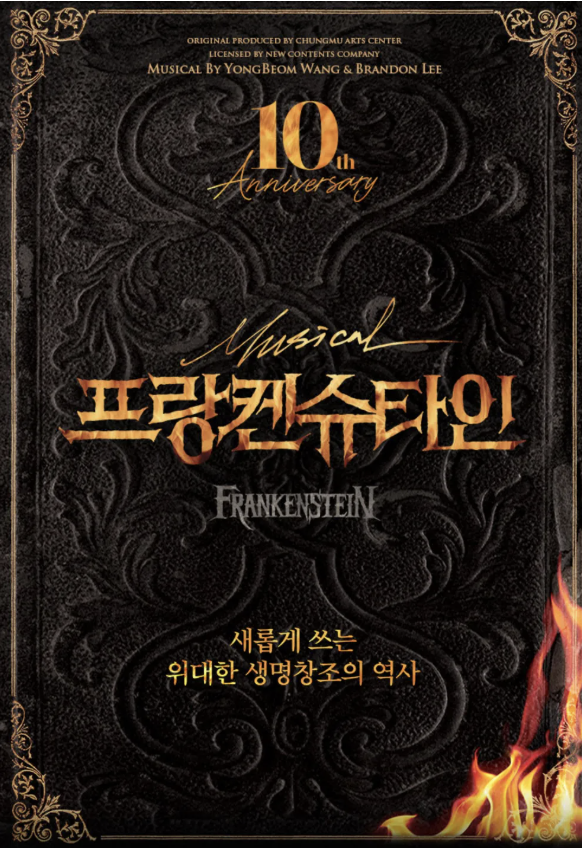 ORIGINAL PRODUCED BY CHUNGMU ARTS CENTER
LICENSED BY NEW CONTENTS COMPANY
MUSICAL BY YONGBEOM WANG & BRANDON LEE
10th
Anniversary
Musical
프랑켄슈타인
FRANKENSTEIN
새롭게 쓰는
위대한 생명창조의 역사